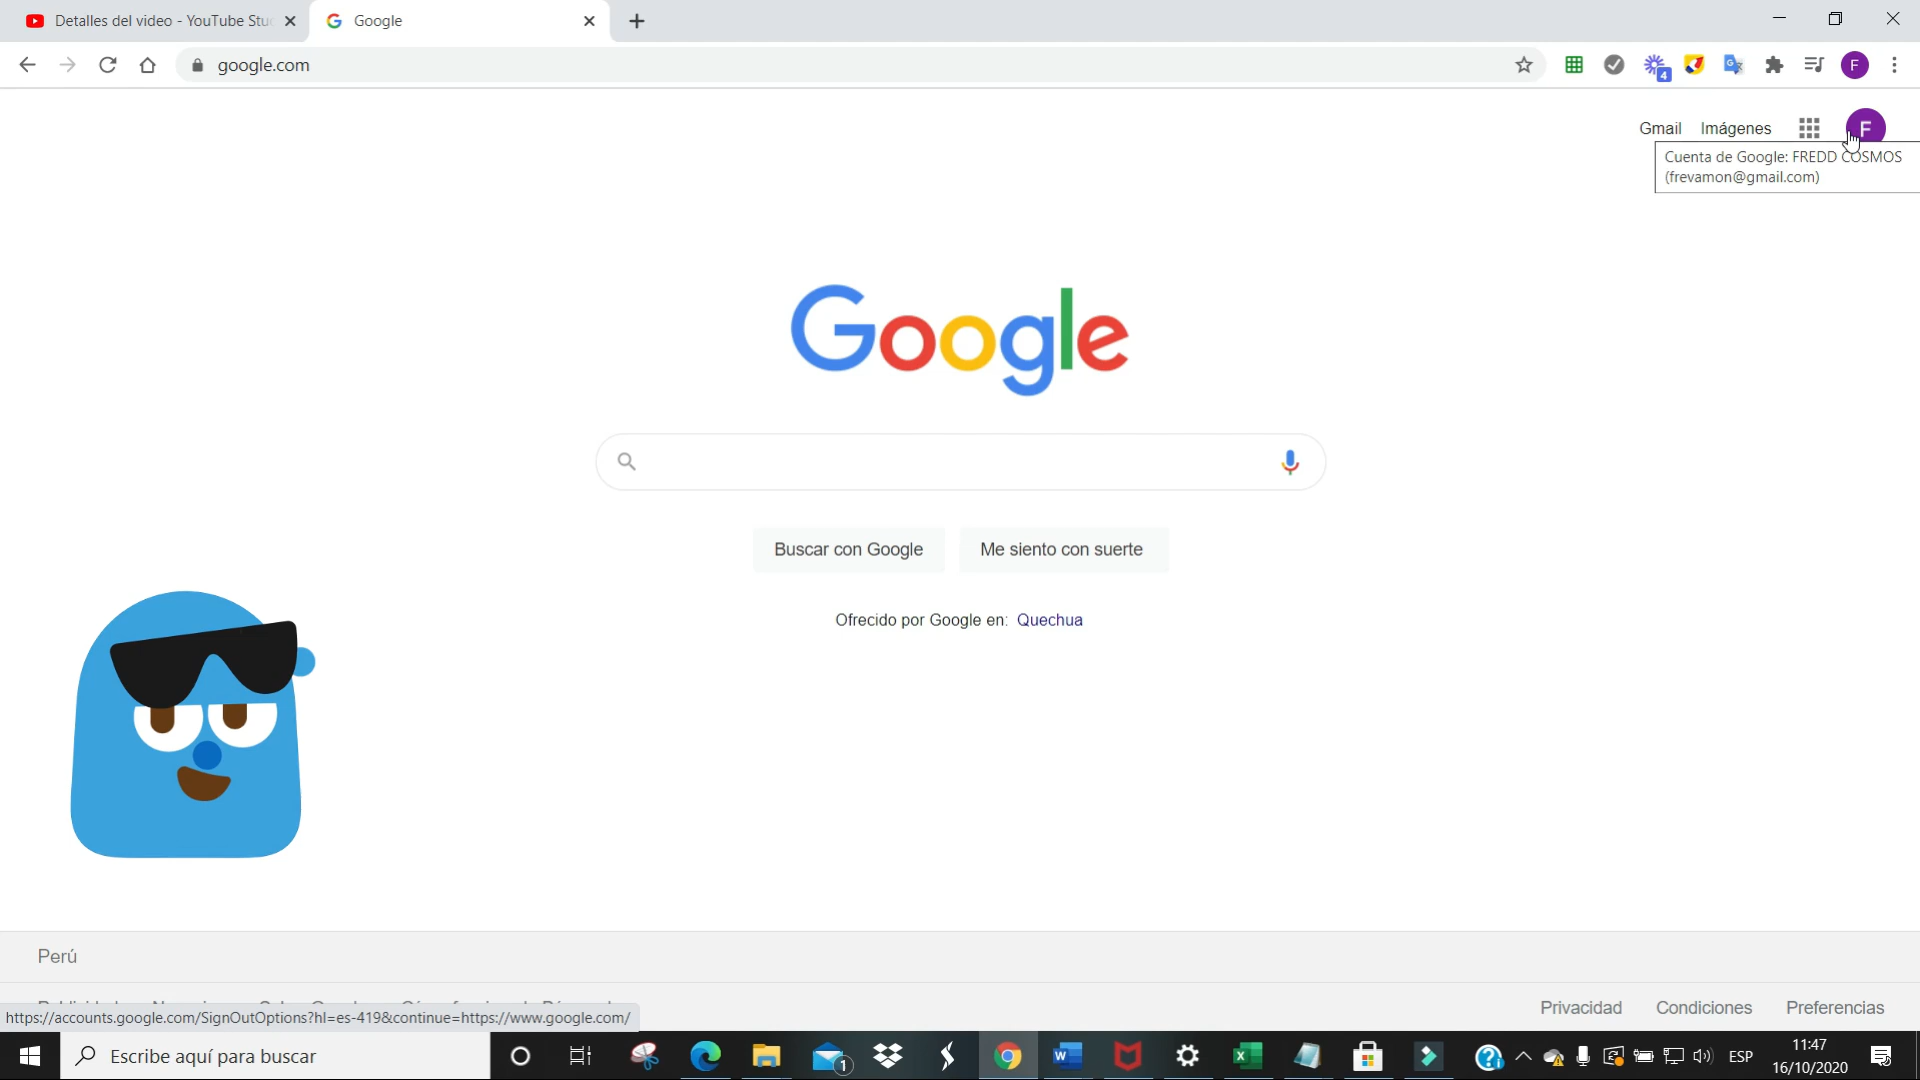 Detalles del video - YouTube Stu
Google
google.com
4
F
Gmail
Imágenes
F
Cuenta de Google: FREDD COSMOS
(frevamon@gmail.com)
Google
Buscar con Google
Me siento con suerte
Ofrecido por Google en: Quechua
Perú
Privacidad
Condiciones
Preferencias
https://accounts.google.com/SignOutOptions?hl=es-419&continue=https://www.google.com/
Escribe aquí para buscar
1
ESP
11:47
16/10/2020